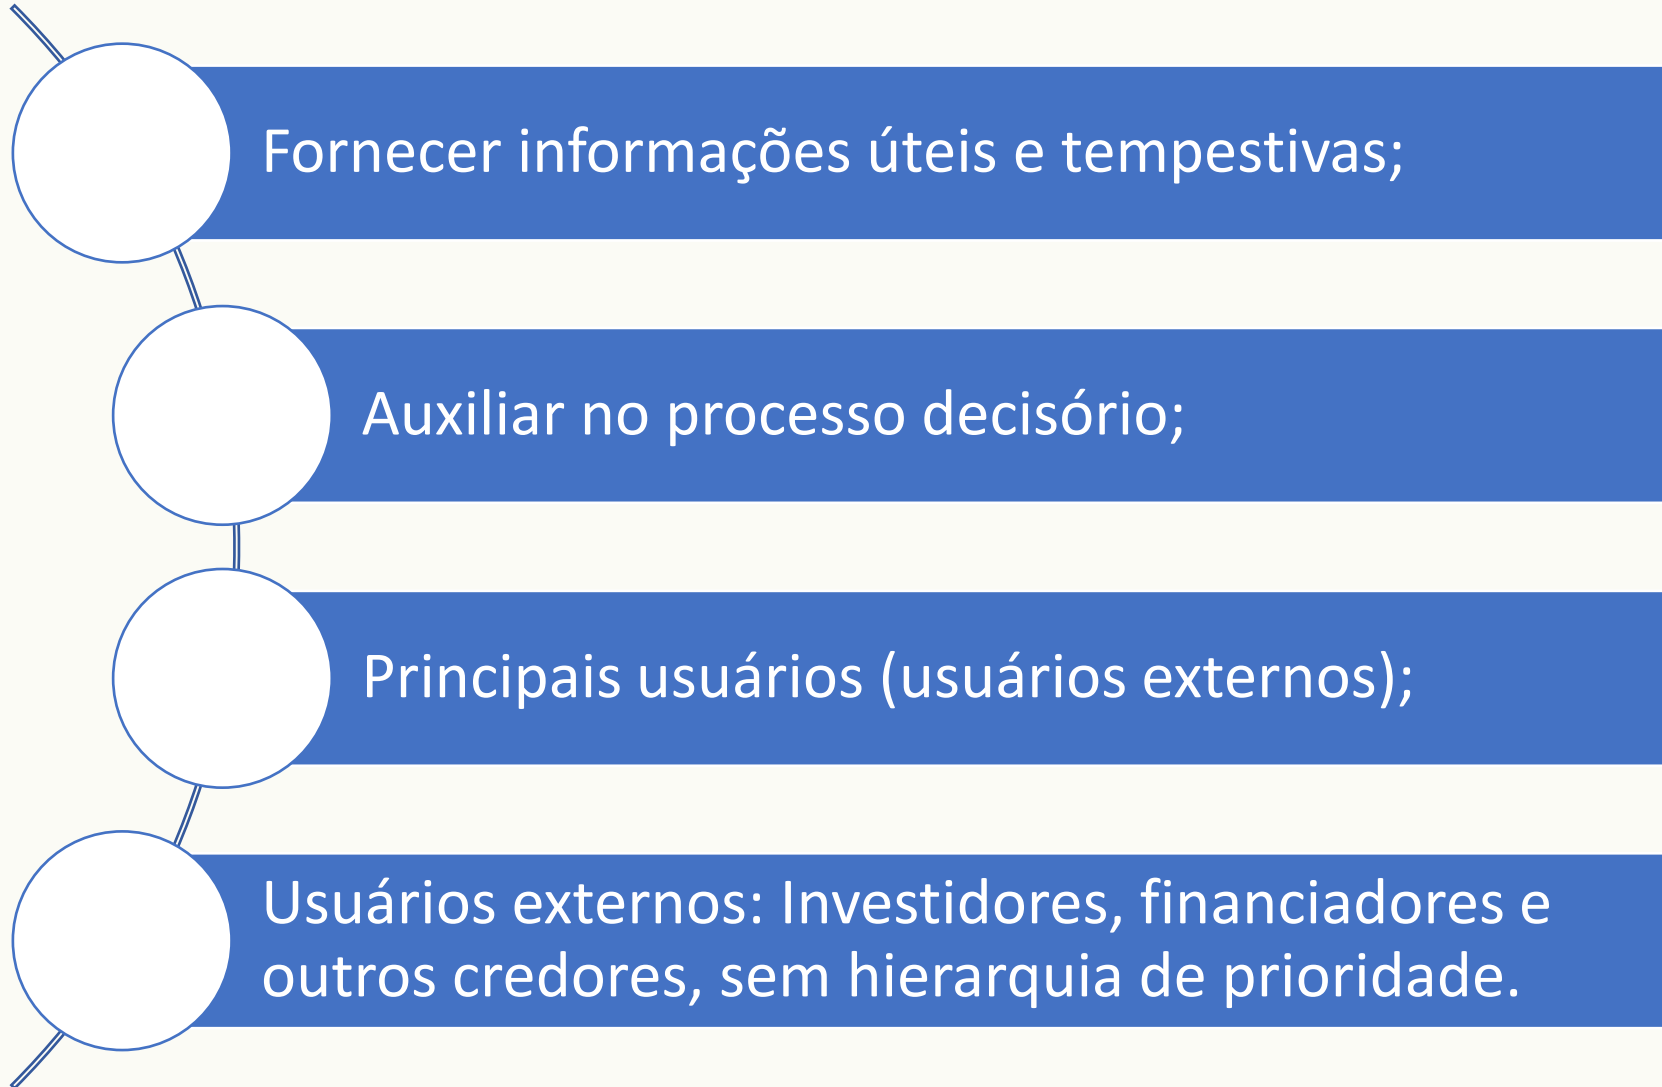 Fornecer informações úteis e tempestivas;
Auxiliar no processo decisório;
Principais usuários (usuários externos);
Usuários externos: Investidores, financiadores e
outros credores, sem hierarquia de prioridade.